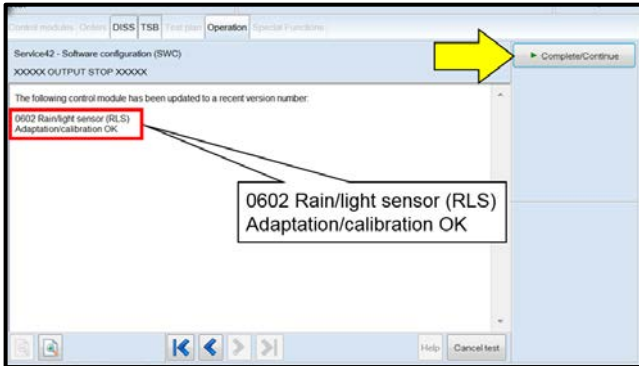 Control modules Orders DISS TSB Test plan Operation Special Functions
Service42 - Software configuration (SWC)
XXXXX OUTPUT STOP XXXXX
Complete/Continue
The following control module has been updated to a recent version number:
0602 Rain/light sensor (RLS)
Adaptation/calibration OK
0602 Rain/light sensor (RLS)
Adaptation/calibration OK
Help Cancel test